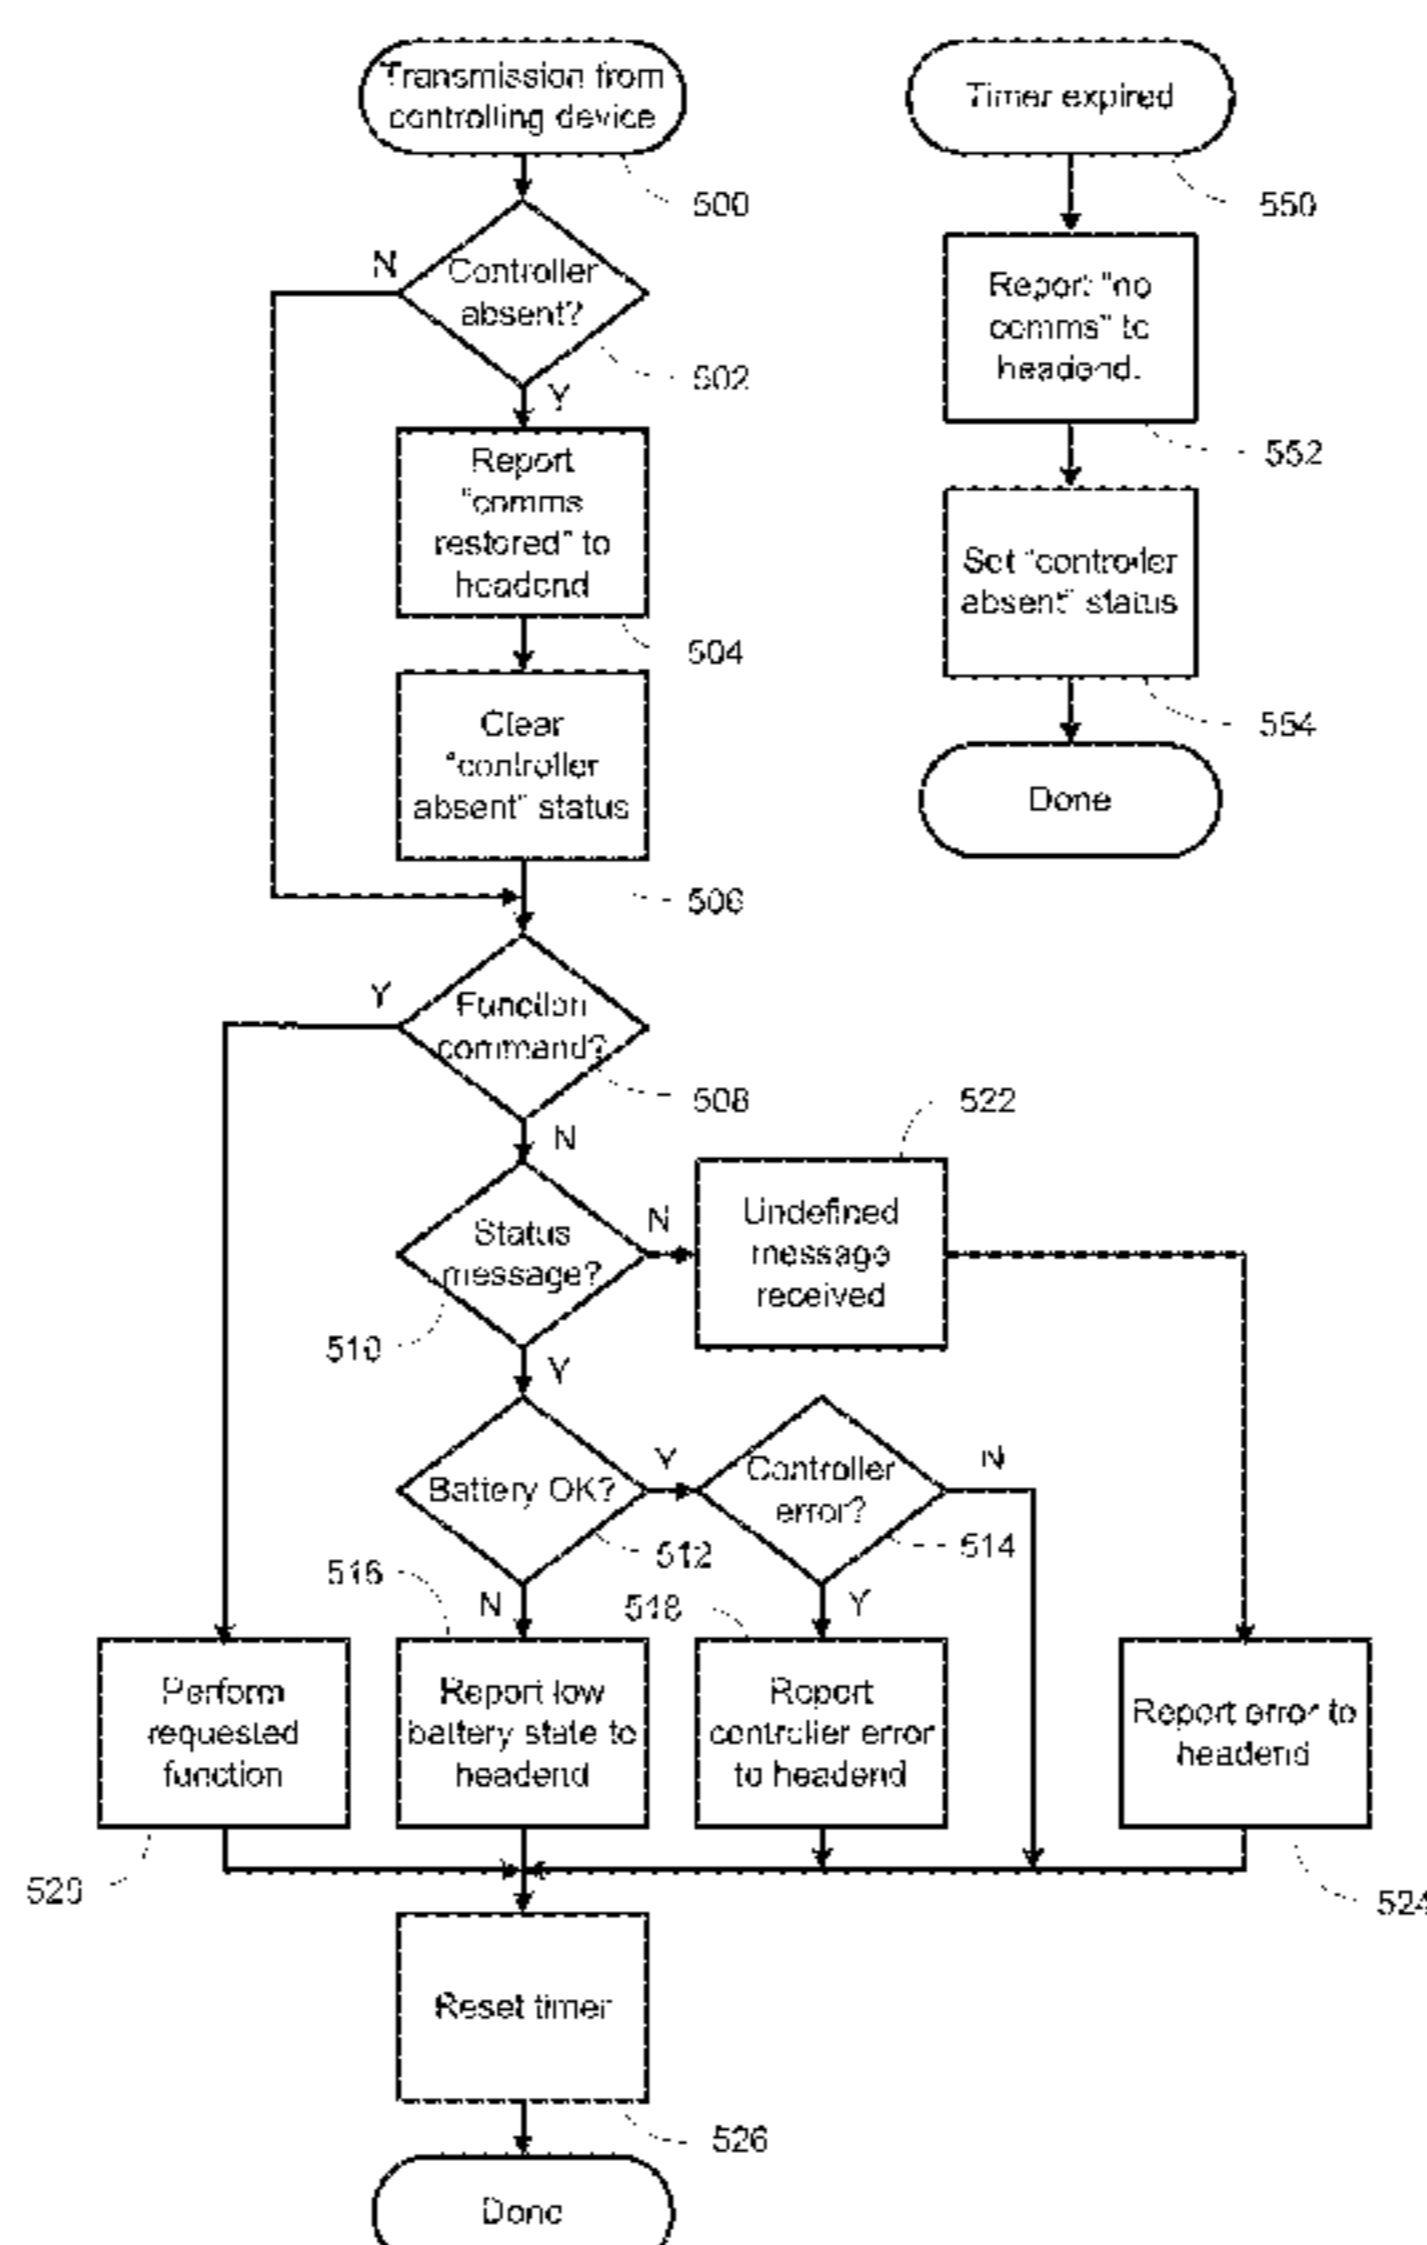 Transmission from
controlling device
500
N
Controller
absent?
502
Y
Report
"comms
restored" to
headend
504
Clear
"controller
absent" status
506
Y
Function
command?
508
N
Status
message?
510
N
Undefined
message
received
522
Y
Battery OK?
512
Y
Controller
error?
514
N
516
N
518
Y
Perform
requested
function
520
Report low
battery state to
headend
Report
controller error
to headend
Report error to
headend
524
Reset timer
526
Done
Timer expired
550
Report "no
comms" to
headend.
552
Set "controller
absent" status
554
Done